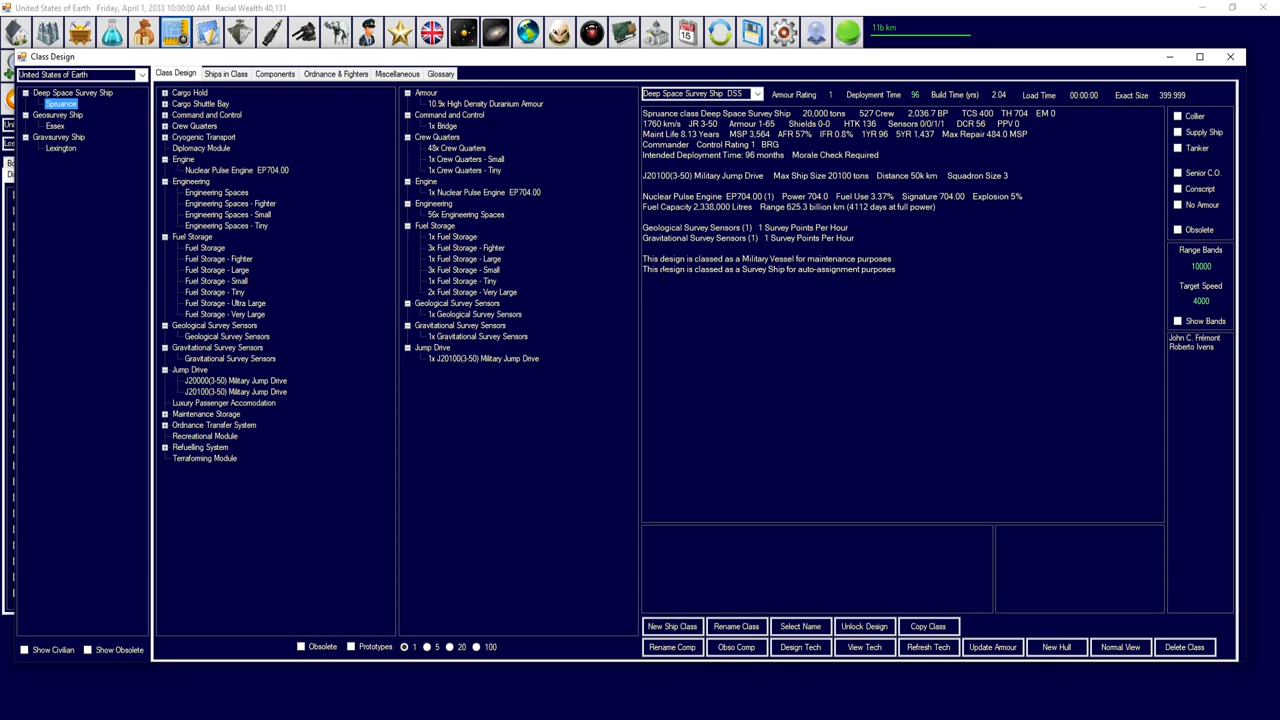 United States of Earth   Friday, April 1, 2033 10:00:00 AM   Racial Wealth 40,131
11b km
Class Design
United States of Earth
Deep Space Survey Ship
Spruance
Geosurvey Ship
Essex
Gravsurvey Ship
Lexington
Show Civilian   Show Obsolete
Class Design   Ships in Class   Components   Ordnance & Fighters   Miscellaneous   Glossary
Cargo Hold
Cargo Shuttle Bay
Command and Control
Crew Quarters
Cryogenic Transport
Diplomacy Module
Engine
Nuclear Pulse Engine   EP704.00
Engineering
Engineering Spaces
Engineering Spaces - Fighter
Engineering Spaces - Small
Engineering Spaces - Tiny
Fuel Storage
Fuel Storage
Fuel Storage - Fighter
Fuel Storage - Large
Fuel Storage - Small
Fuel Storage - Tiny
Fuel Storage - Ultra Large
Fuel Storage - Very Large
Geological Survey Sensors
Geological Survey Sensors
Gravitational Survey Sensors
Gravitational Survey Sensors
Jump Drive
J20000(3-50) Military Jump Drive
J20100(3-50) Military Jump Drive
Luxury Passenger Accomodation
Maintenance Storage
Ordnance Transfer System
Recreational Module
Refuelling System
Terraforming Module
Obsolete   Prototypes   1   5   20   100
Armour
10.9x High Density Duranium Armour
Command and Control
1x Bridge
Crew Quarters
48x Crew Quarters
1x Crew Quarters - Small
1x Crew Quarters - Tiny
Engine
1x Nuclear Pulse Engine   EP704.00
Engineering
56x Engineering Spaces
Fuel Storage
1x Fuel Storage
3x Fuel Storage - Fighter
1x Fuel Storage - Large
3x Fuel Storage - Small
1x Fuel Storage - Tiny
2x Fuel Storage - Very Large
Geological Survey Sensors
1x Geological Survey Sensors
Gravitational Survey Sensors
1x Gravitational Survey Sensors
Jump Drive
1x J20100(3-50) Military Jump Drive
Deep Space Survey Ship  DSS   Armour Rating   1   Deployment Time   96   Build Time (yrs)   2.04   Load Time   00:00:00   Exact Size   399.999
Spruance class Deep Space Survey Ship   20,000 tons   527 Crew   2,036.7 BP   TCS 400   TH 704   EM 0
1760 km/s   JR 3-50   Armour 1-65   Shields 0-0   HTK 136   Sensors 0/0/1/1   DCR 56   PPV 0
Maint Life 8.13 Years   MSP 3,564   AFR 57%   IFR 0.8%   1YR 96   5YR 1,437   Max Repair 484.0 MSP
Commander   Control Rating 1   BRG
Intended Deployment Time: 96 months   Morale Check Required
J20100(3-50) Military Jump Drive   Max Ship Size 20100 tons   Distance 50k km   Squadron Size 3
Nuclear Pulse Engine   EP704.00 (1)   Power 704.0   Fuel Use 3.37%   Signature 704.00   Explosion 5%
Fuel Capacity 2,338,000 Litres   Range 625.3 billion km (4112 days at full power)
Geological Survey Sensors (1)   1 Survey Points Per Hour
Gravitational Survey Sensors (1)   1 Survey Points Per Hour
This design is classed as a Military Vessel for maintenance purposes
This design is classed as a Survey Ship for auto-assignment purposes
Collier
Supply Ship
Tanker
Senior C.O.
Conscript
No Armour
Obsolete
Range Bands
10000
Target Speed
4000
Show Bands
John C. Frémont
Roberto Ivens
New Ship Class   Rename Class   Select Name   Unlock Design   Copy Class
Rename Comp   Obso Comp   Design Tech   View Tech   Refresh Tech   Update Armour   New Hull   Normal View   Delete Class